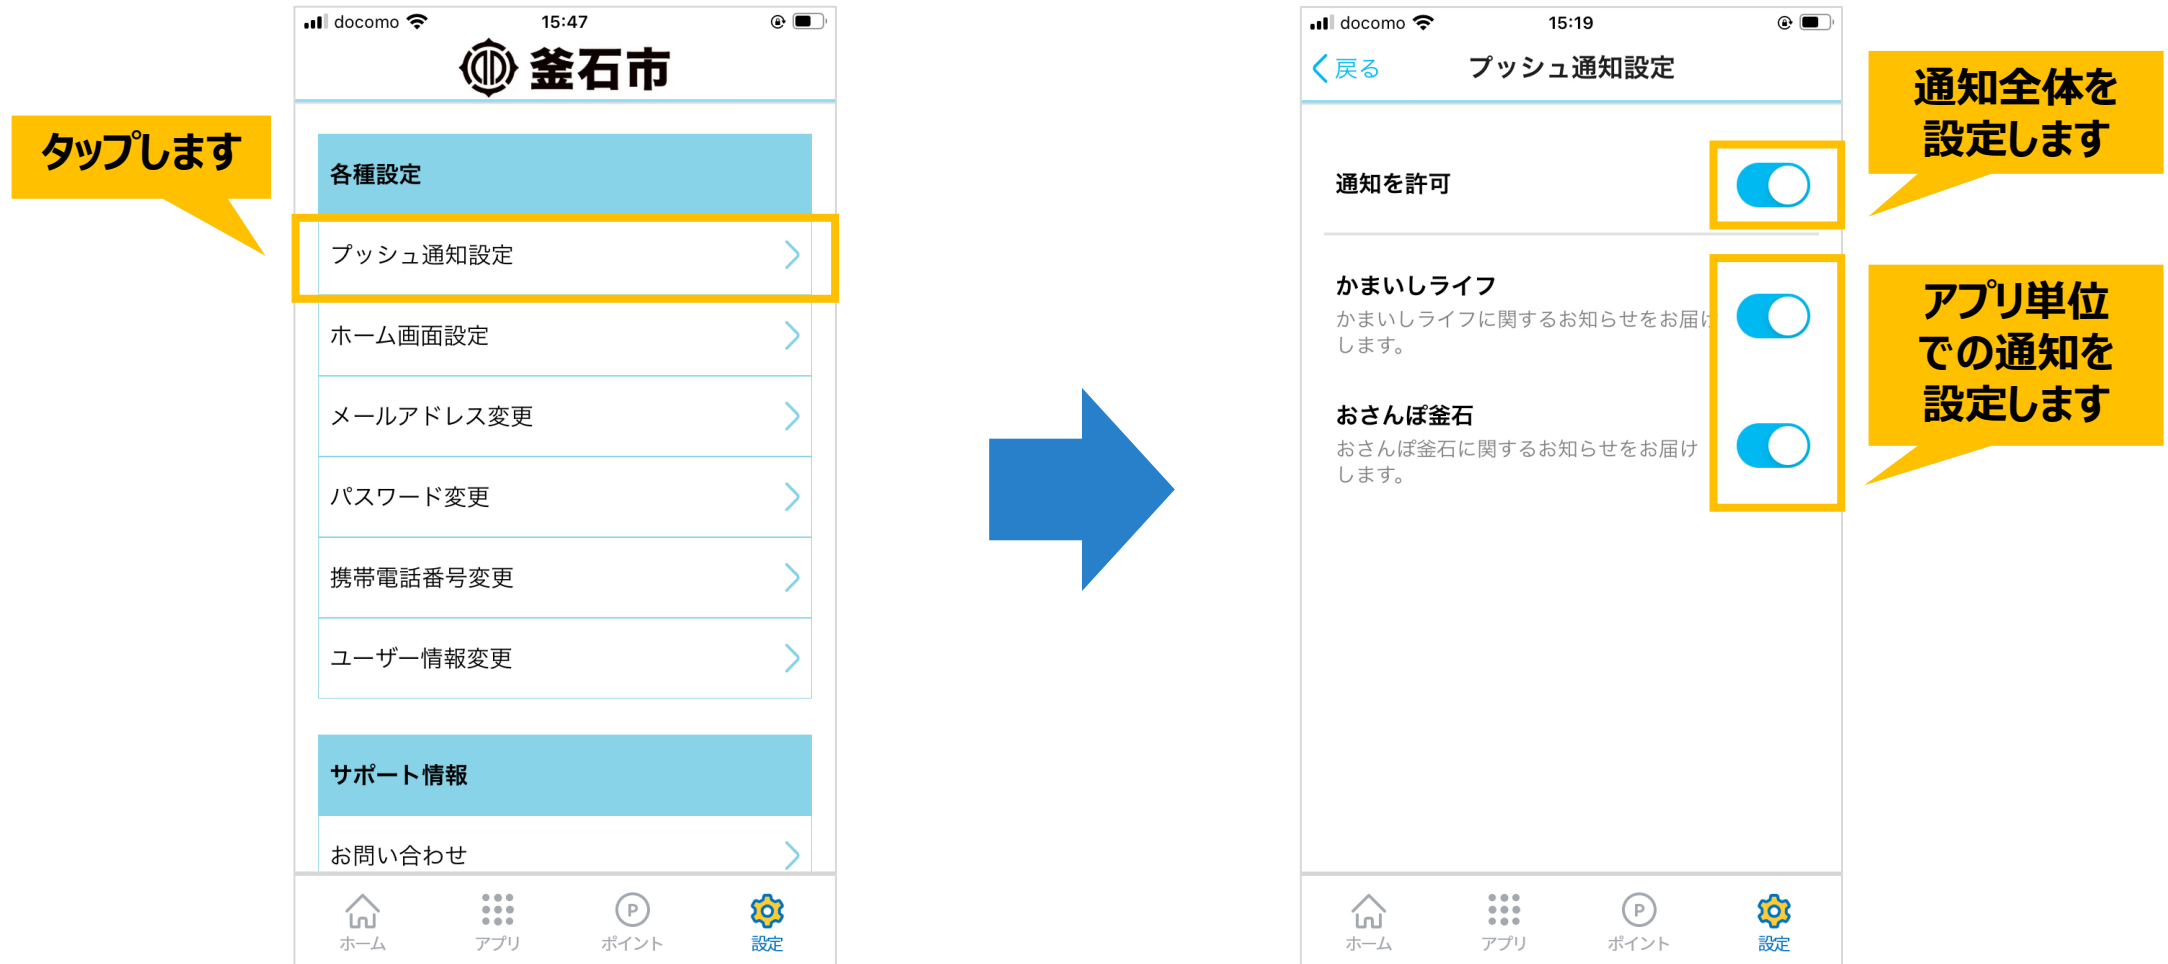 タップします
docomo 15:47
釜石市
各種設定
プッシュ通知設定
ホーム画面設定
メールアドレス変更
パスワード変更
携帯電話番号変更
ユーザー情報変更
サポート情報
お問い合わせ
ホーム アプリ P ポイント 設定
docomo 15:19
戻る プッシュ通知設定
通知を許可
かまいしライフ
かまいしライフに関するお知らせをお届け
します。
おさんぽ釜石
おさんぽ釜石に関するお知らせをお届け
します。
ホーム アプリ P ポイント 設定
通知全体を
設定します
アプリ単位
での通知を
設定します